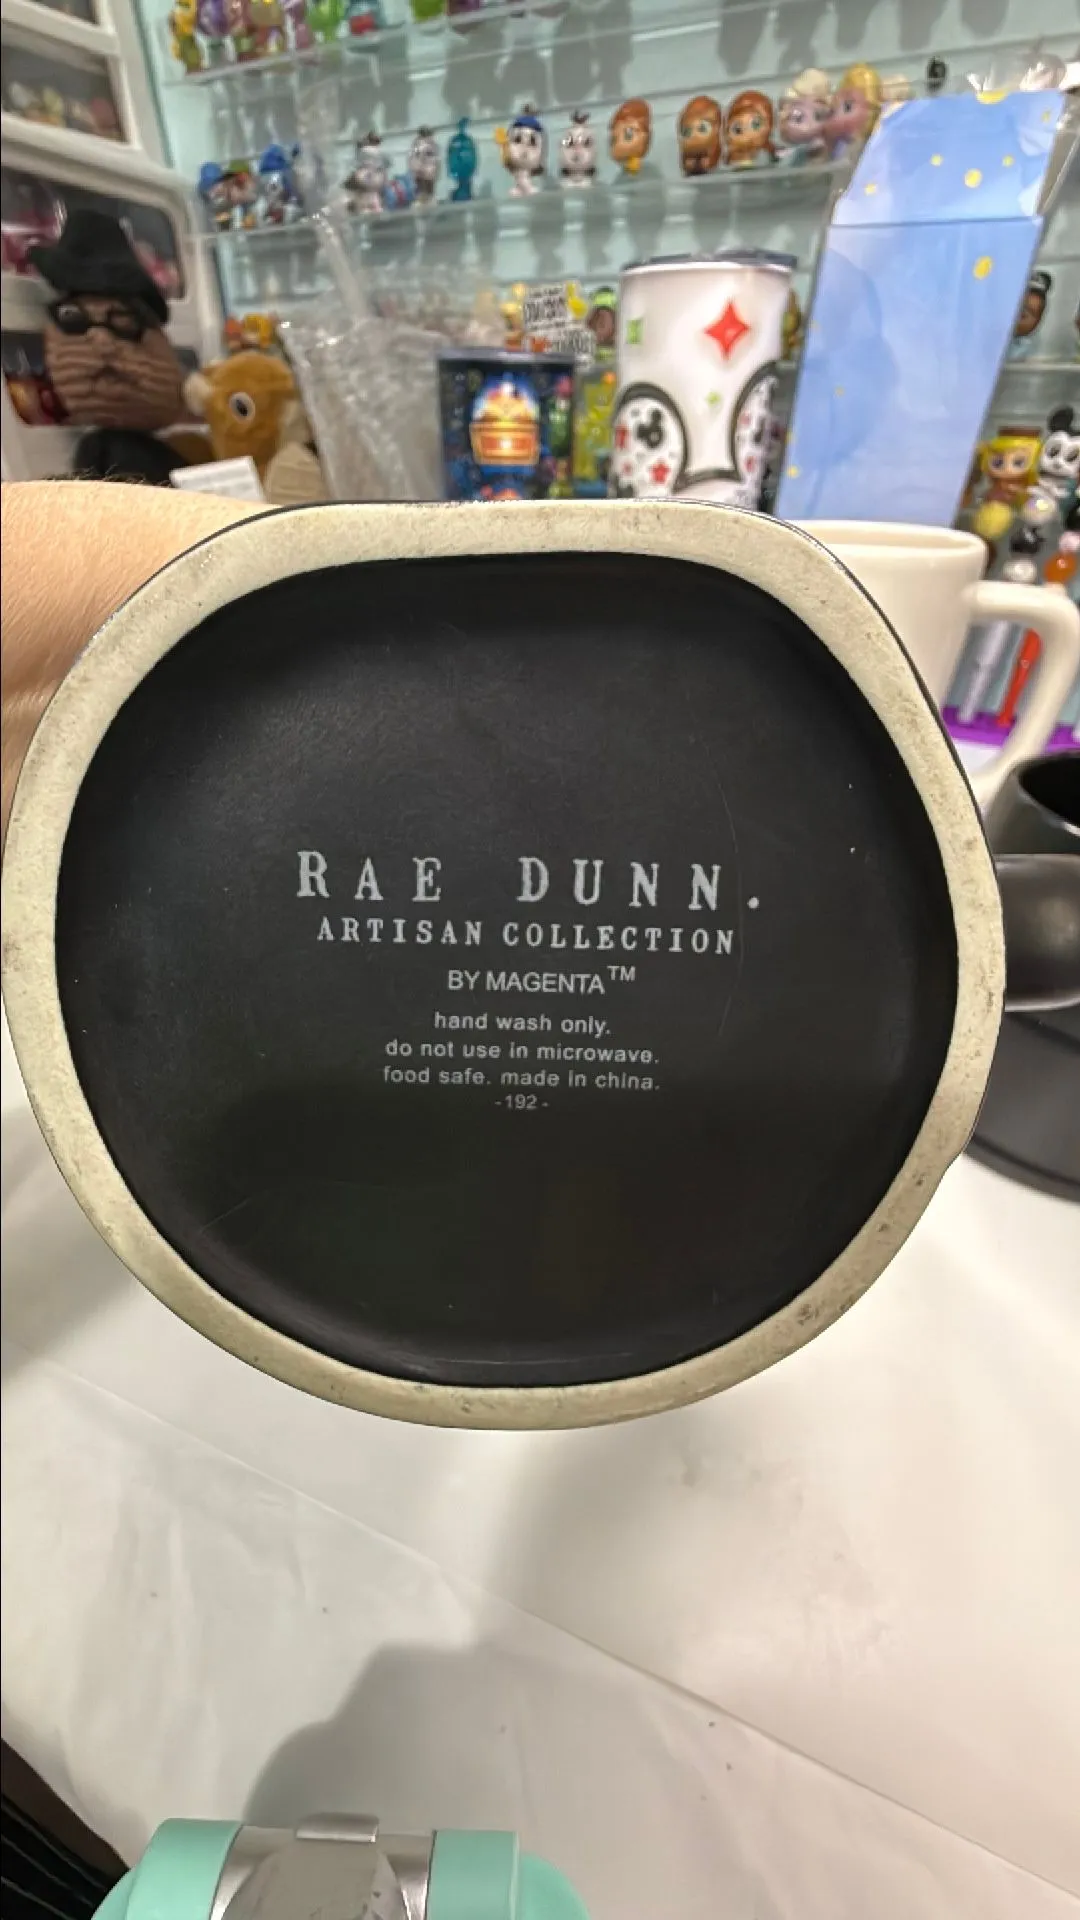 RAE DUNN.
ARTISAN COLLECTION
BY MAGENTA™
hand wash only.
do not use in microwave.
food safe. made in china.
-192-